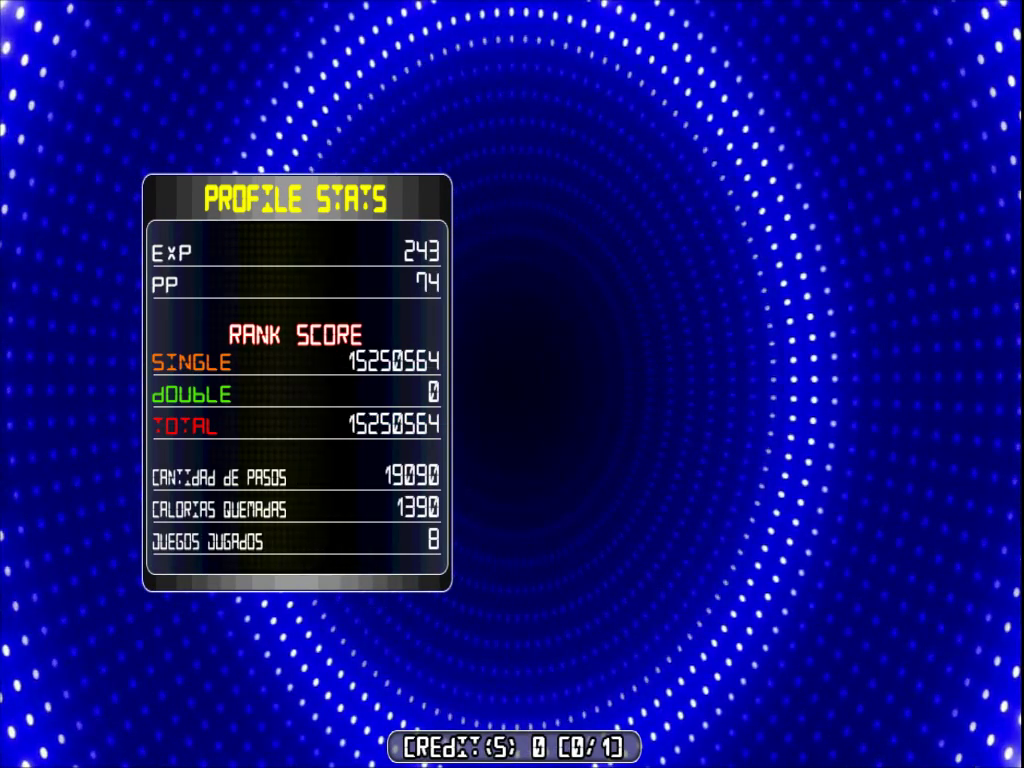 PROFILE STATS
ExP 243
PP 74
RANK SCORE
SINGLE 15250564
dOUbLE 0
TOTAL 15250564
CANTIdAd dE PASOS 19090
CALORIAS QUEMAdAS 1390
JUEGOS JUGAdOS 8
CREdIT(S) 0 [0/1]